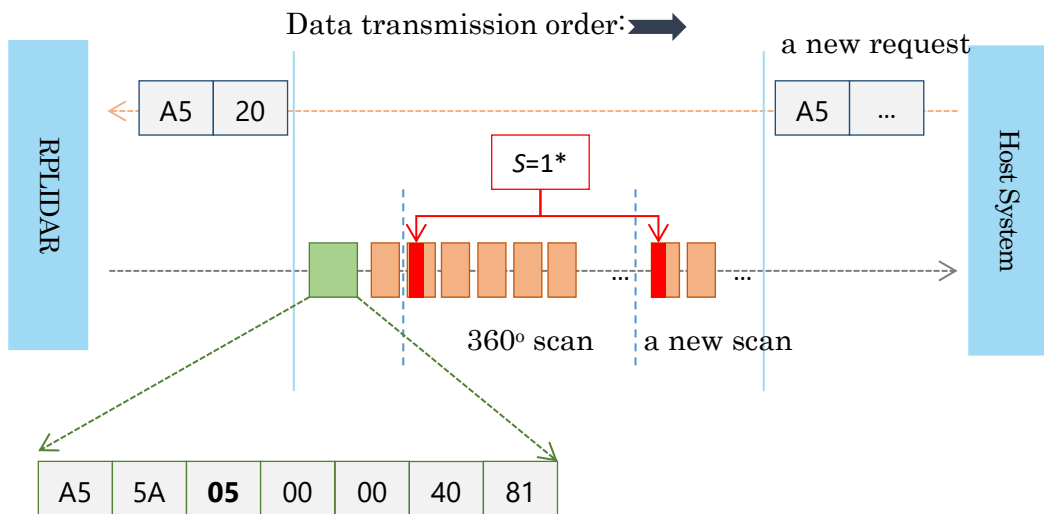 Data transmission order:
a new request
RPLIDAR
A5 20
A5 ...
Host System
S=1*
... ...
360° scan
a new scan
A5 5A 05 00 00 40 81